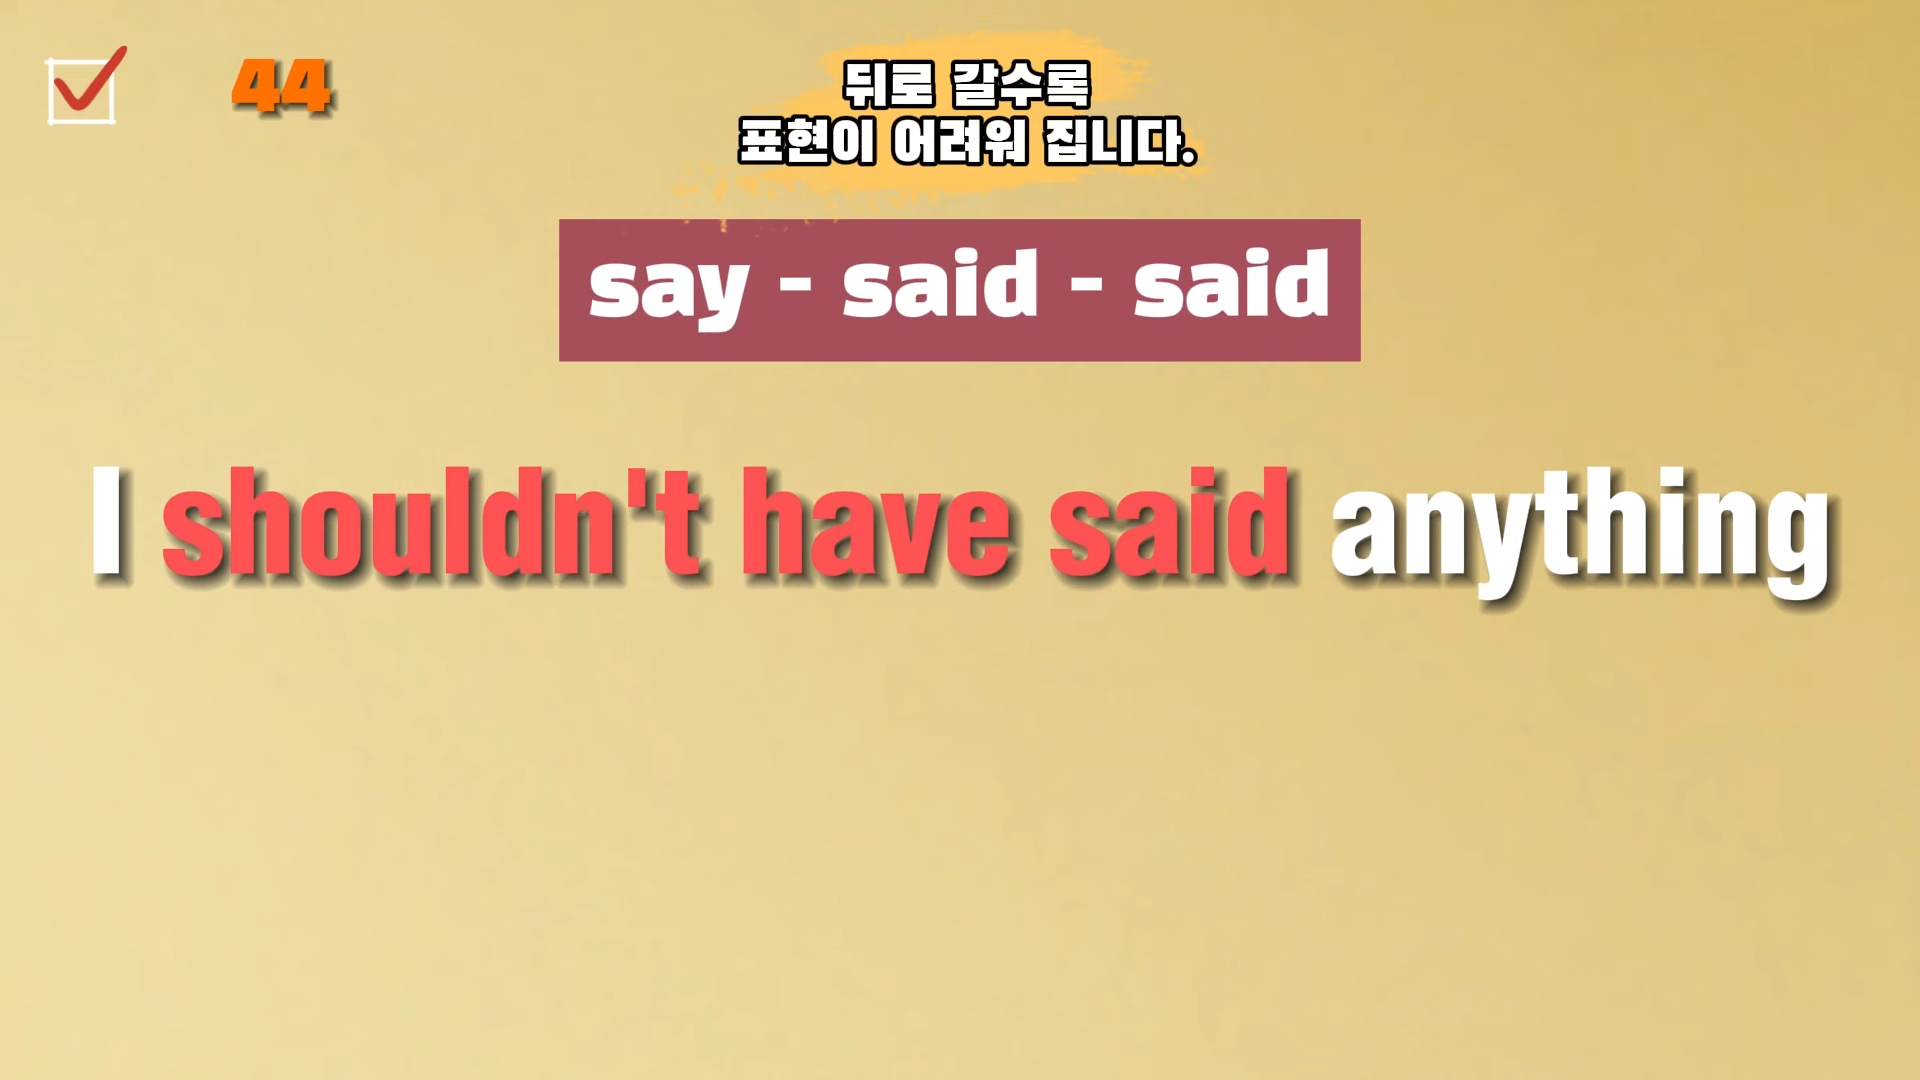 44
뒤로 갈수록
표현이 어려워 집니다.
say - said - said
I shouldn't have said anything